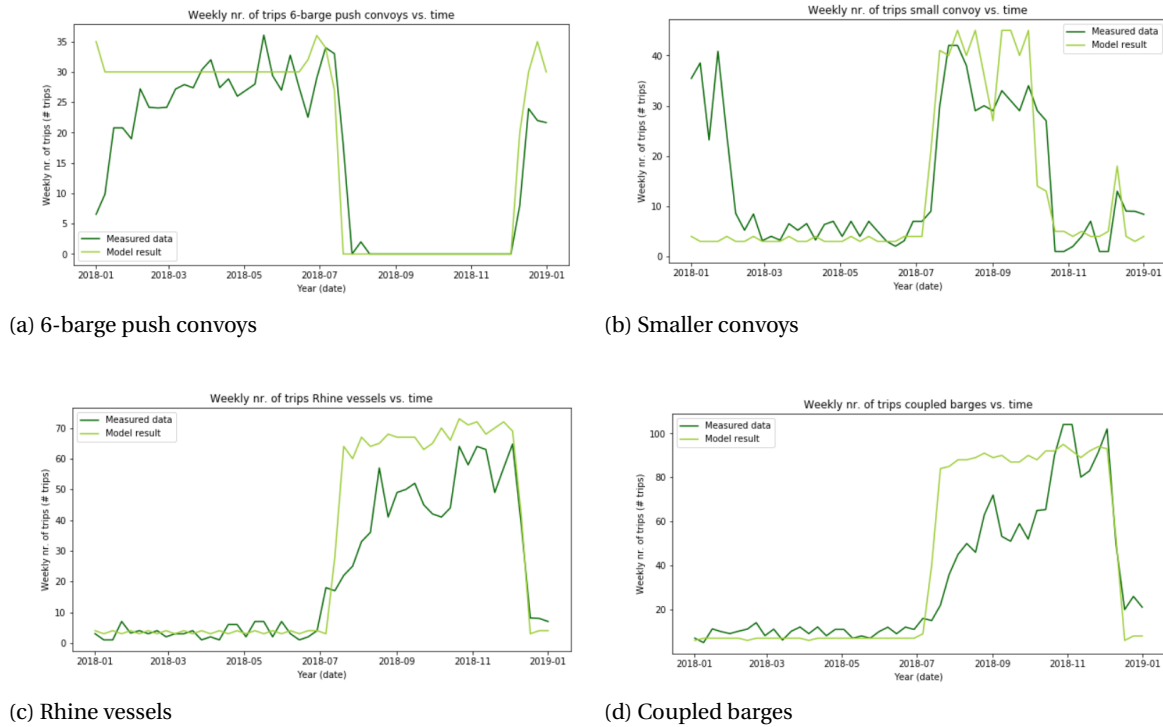 Weekly nr. of trips 6-barge push convoys vs. time
Weekly nr. of trips (# trips)
35
30
25
20
15
10
5
0
Measured data
Model result
2018-01
2018-03
2018-05
2018-07
2018-09
2018-11
2019-01
Year (date)
(a) 6-barge push convoys
Weekly nr. of trips small convoy vs. time
Weekly nr. of trips (# trips)
40
30
20
10
0
Measured data
Model result
2018-01
2018-03
2018-05
2018-07
2018-09
2018-11
2019-01
Year (date)
(b) Smaller convoys
Weekly nr. of trips Rhine vessels vs. time
Weekly nr. of trips (# trips)
70
60
50
40
30
20
10
0
Measured data
Model result
2018-01
2018-03
2018-05
2018-07
2018-09
2018-11
2019-01
Year (date)
(c) Rhine vessels
Weekly nr. of trips coupled barges vs. time
Weekly nr. of trips (# trips)
100
80
60
40
20
Measured data
Model result
2018-01
2018-03
2018-05
2018-07
2018-09
2018-11
2019-01
Year (date)
(d) Coupled barges